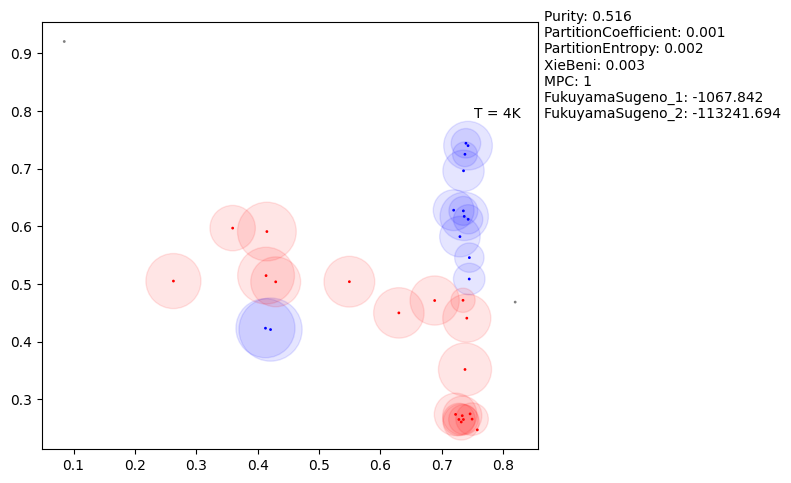 Purity: 0.516
PartitionCoefficient: 0.001
PartitionEntropy: 0.002
XieBeni: 0.003
MPC: 1
FukuyamaSugeno_1: -1067.842
FukuyamaSugeno_2: -113241.694
T = 4K
0.9
0.8
0.7
0.6
0.5
0.4
0.3
0.1 0.2 0.3 0.4 0.5 0.6 0.7 0.8